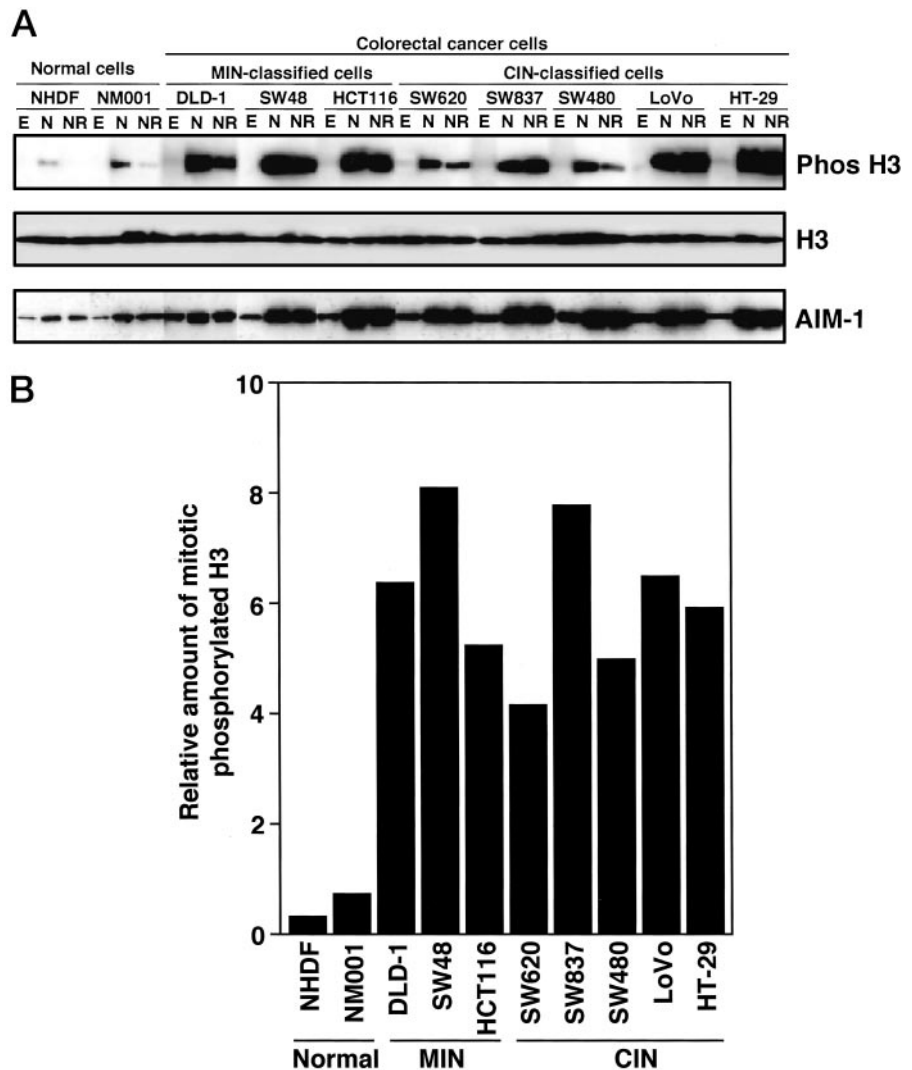 A
Colorectal cancer cells
Normal cells
MIN-classified cells
CIN-classified cells
NHDF NM001 DLD-1 SW48 HCT116 SW620 SW837 SW480 LoVo HT-29
E N NR E N NR E N NR E N NR E N NR E N NR E N NR E N NR E N NR E N NR
Phos H3
H3
AIM-1
B
Relative amount of mitotic
phosphorylated H3
10
8
6
4
2
0
NHDF
NM001
DLD-1
SW48
HCT116
SW620
SW837
SW480
LoVo
HT-29
Normal MIN CIN